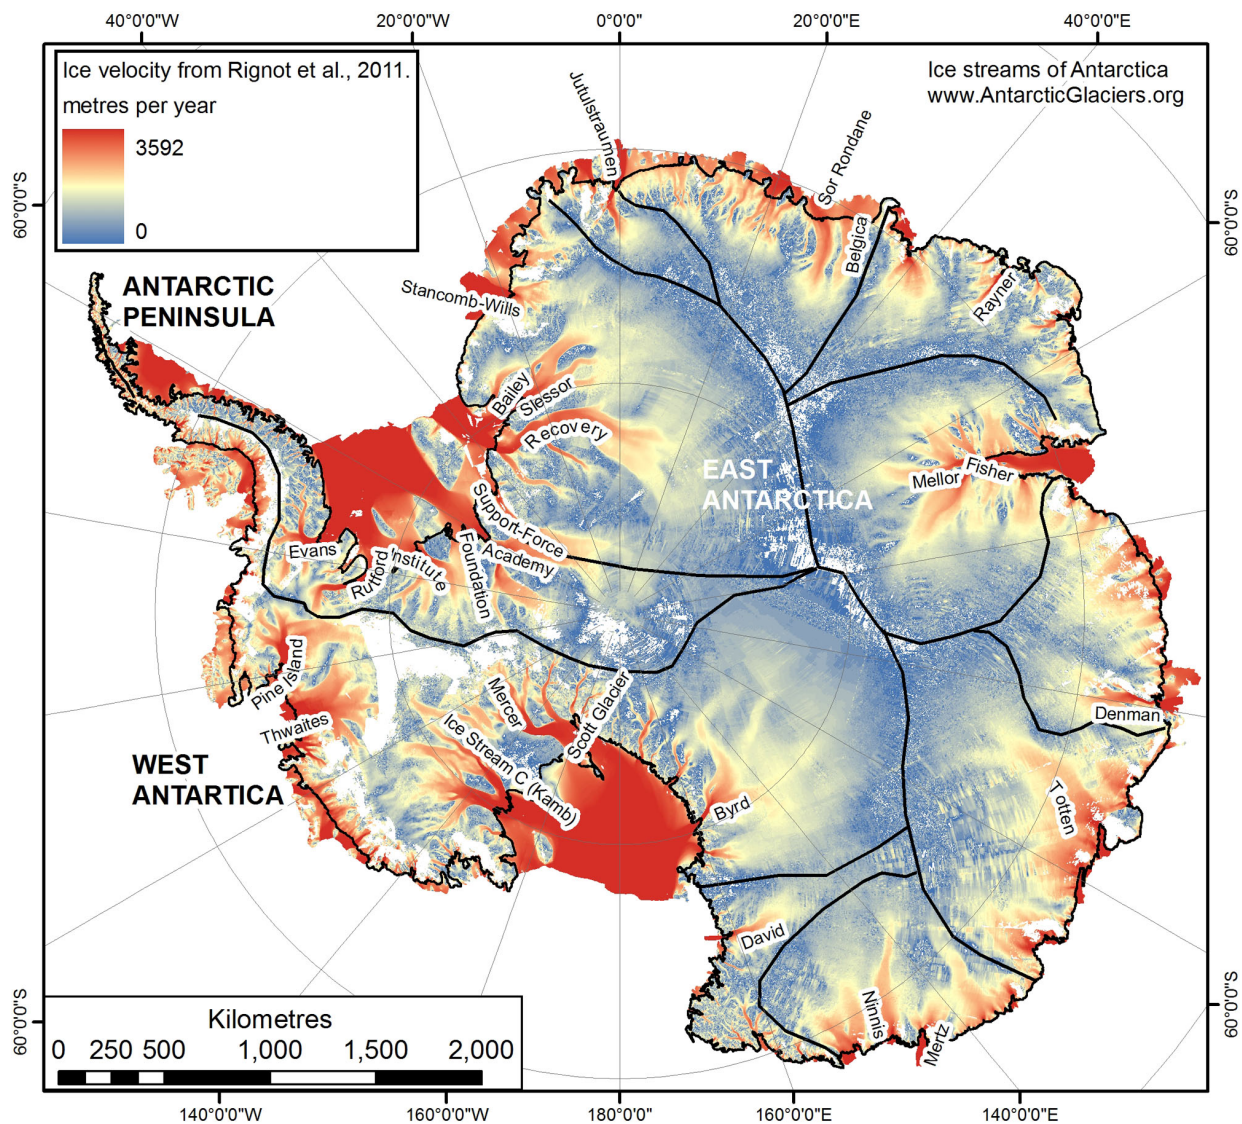 40°0'0"W
20°0'0"W
0°0'0"
20°0'0"E
40°0'0"E
Ice velocity from Rignot et al., 2011.
metres per year
3592
0
Ice streams of Antarctica
www.AntarcticGlaciers.org
60°0'0"S
60°0'0"S
Jutulstraumen
Sor Rondane
Belgica
Rayner
ANTARCTIC
PENINSULA
Stancomb-Wills
Bailey
Slessor
Recovery
EAST
ANTARCTICA
Mellor
Fisher
Support-Force
Academy
Foundation
Institute
Rutford
Evans
Pine Island
Thwaites
Mercer
Scott Glacier
Ice Stream C (Kamb)
WEST
ANTARTICA
Byrd
Denman
Totten
David
Ninnis
Mertz
60°0'0"S
60°0'0"S
Kilometres
0 250 500 1,000 1,500 2,000
140°0'0"W
160°0'0"W
180°0'0"
160°0'0"E
140°0'0"E